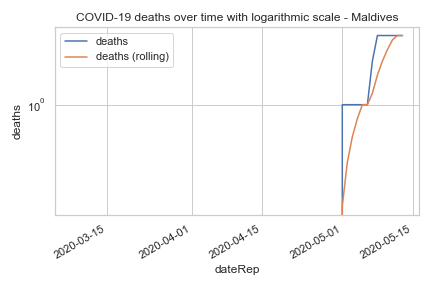 COVID-19 deaths over time with logarithmic scale - Maldives
deaths
deaths (rolling)
deaths
10⁰
2020-03-15
2020-04-01
2020-04-15
2020-05-01
2020-05-15
dateRep